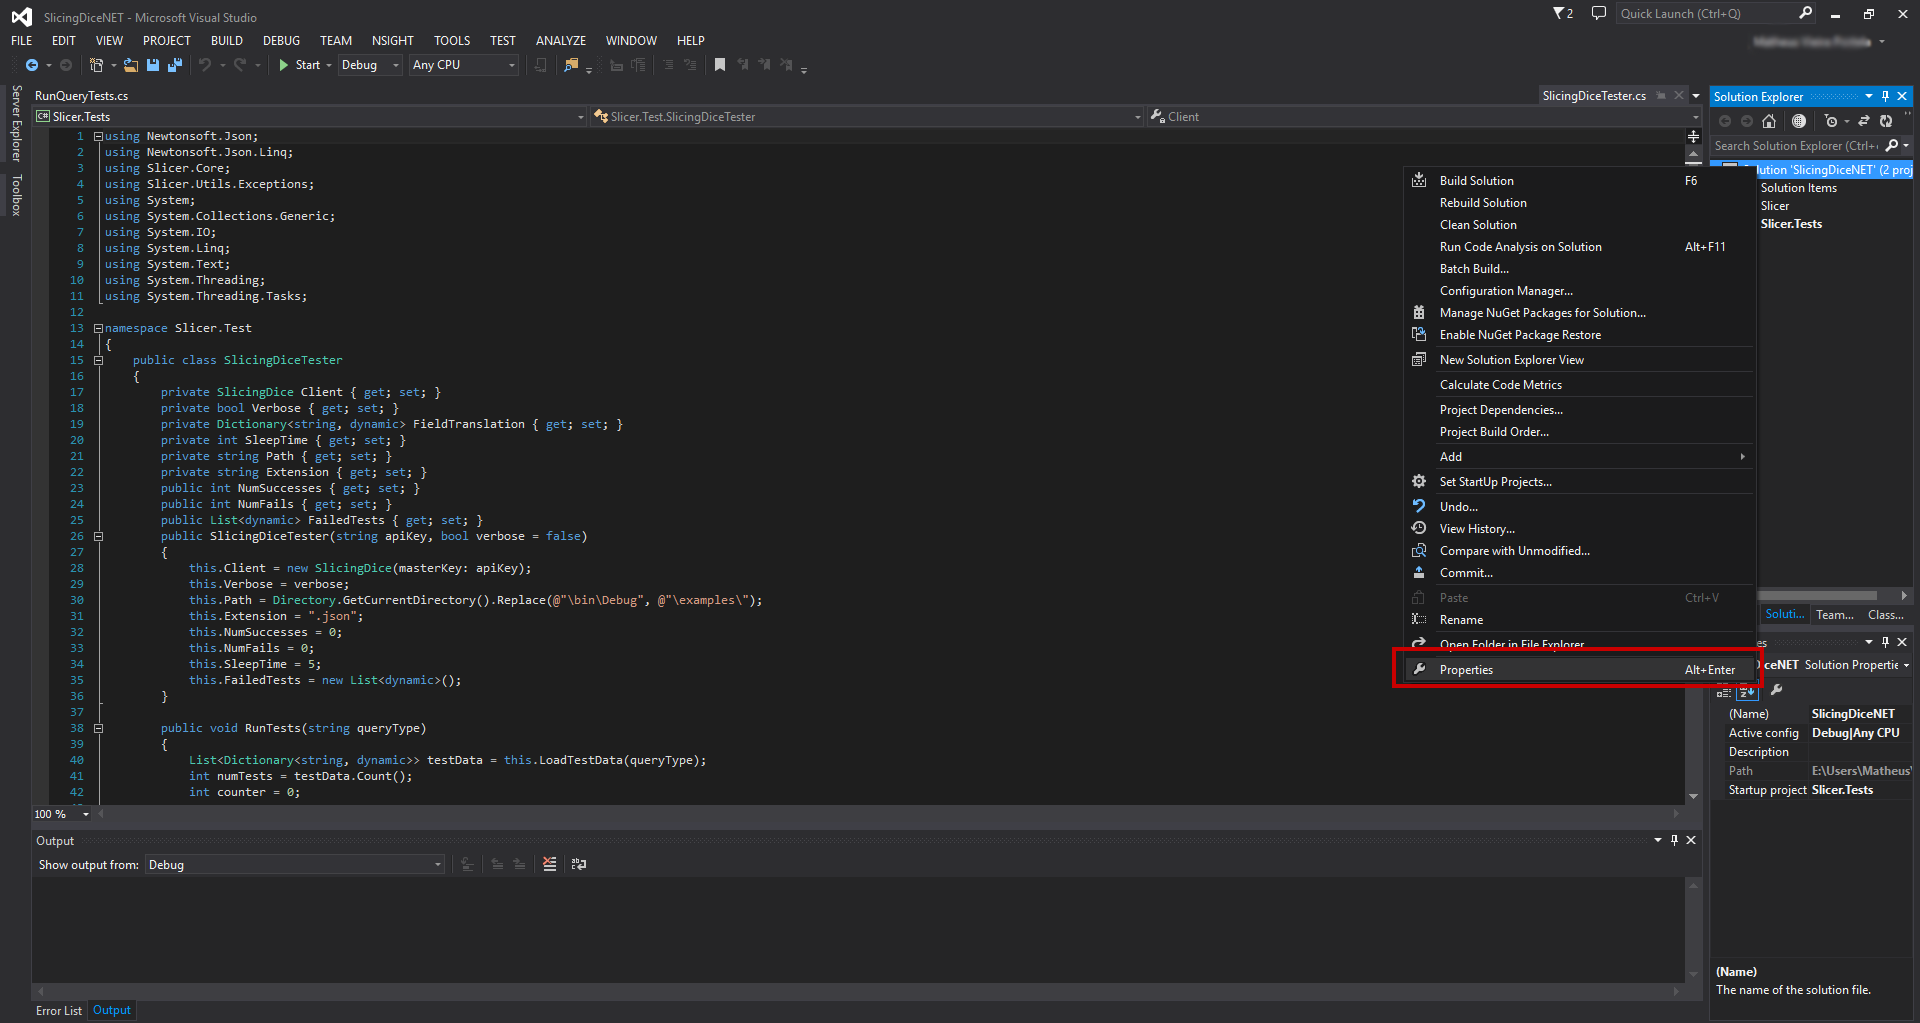 SlicingDiceNET - Microsoft Visual Studio
2
Quick Launch (Ctrl+Q)
FILE EDIT VIEW PROJECT BUILD DEBUG TEAM NSIGHT TOOLS TEST ANALYZE WINDOW HELP
Start Debug Any CPU
Server Explorer
Toolbox
RunQueryTests.cs
SlicingDiceTester.cs
C# Slicer.Tests
Slicer.Test.SlicingDiceTester
Client
1 using Newtonsoft.Json;
2 using Newtonsoft.Json.Linq;
3 using Slicer.Core;
4 using Slicer.Utils.Exceptions;
5 using System;
6 using System.Collections.Generic;
7 using System.IO;
8 using System.Linq;
9 using System.Text;
10 using System.Threading;
11 using System.Threading.Tasks;
12
13 namespace Slicer.Test
14 {
15 public class SlicingDiceTester
16 {
17 private SlicingDice Client { get; set; }
18 private bool Verbose { get; set; }
19 private Dictionary<string, dynamic> FieldTranslation { get; set; }
20 private int SleepTime { get; set; }
21 private string Path { get; set; }
22 private string Extension { get; set; }
23 public int NumSuccesses { get; set; }
24 public int NumFails { get; set; }
25 public List<dynamic> FailedTests { get; set; }
26 public SlicingDiceTester(string apiKey, bool verbose = false)
27 {
28 this.Client = new SlicingDice(masterKey: apiKey);
29 this.Verbose = verbose;
30 this.Path = Directory.GetCurrentDirectory().Replace(@"\bin\Debug", @"\examples\");
31 this.Extension = ".json";
32 this.NumSuccesses = 0;
33 this.NumFails = 0;
34 this.SleepTime = 5;
35 this.FailedTests = new List<dynamic>();
36 }
37
38 public void RunTests(string queryType)
39 {
40 List<Dictionary<string, dynamic>> testData = this.LoadTestData(queryType);
41 int numTests = testData.Count();
42 int counter = 0;
100 %
Output
Show output from: Debug
Error List Output
Build Solution F6
Rebuild Solution
Clean Solution
Run Code Analysis on Solution Alt+F11
Batch Build...
Configuration Manager...
Manage NuGet Packages for Solution...
Enable NuGet Package Restore
New Solution Explorer View
Calculate Code Metrics
Project Dependencies...
Project Build Order...
Add
Set StartUp Projects...
Undo...
View History...
Compare with Unmodified...
Commit...
Paste Ctrl+V
Rename
Open Folder in File Explorer
Properties Alt+Enter
Solution Explorer
Search Solution Explorer (Ctrl+
lution 'SlicingDiceNET' (2 proj
Solution Items
Slicer
Slicer.Tests
Soluti... Team... Class...
es
iceNET Solution Propertie
(Name) SlicingDiceNET
Active config Debug|Any CPU
Description
Path E:\Users\Matheus\
Startup project Slicer.Tests
(Name)
The name of the solution file.